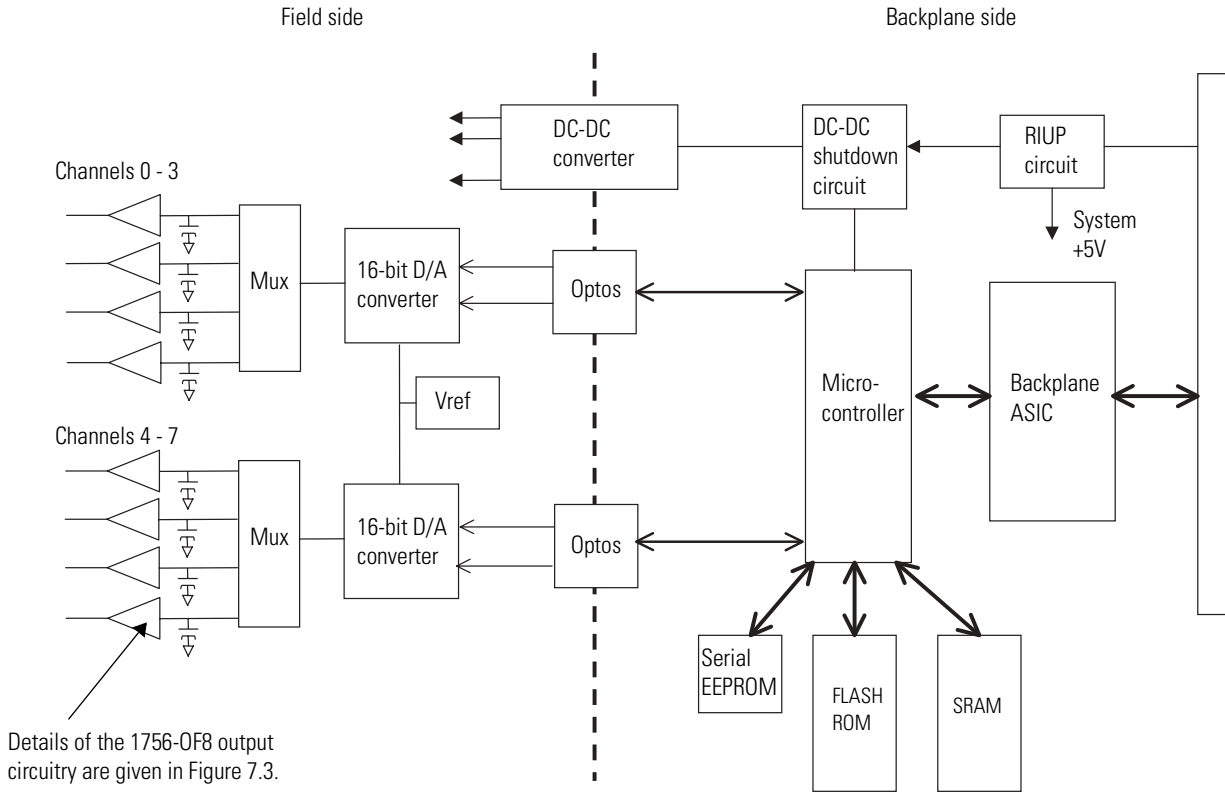 Field side
Backplane side
DC-DC
converter
DC-DC
shutdown
circuit
RIUP
circuit
System
+5V
Channels 0 - 3
Mux
16-bit D/A
converter
Optos
Vref
Micro-
controller
Backplane
ASIC
Channels 4 - 7
Mux
16-bit D/A
converter
Optos
Serial
EEPROM
FLASH
ROM
SRAM
Details of the 1756-OF8 output
circuitry are given in Figure 7.3.